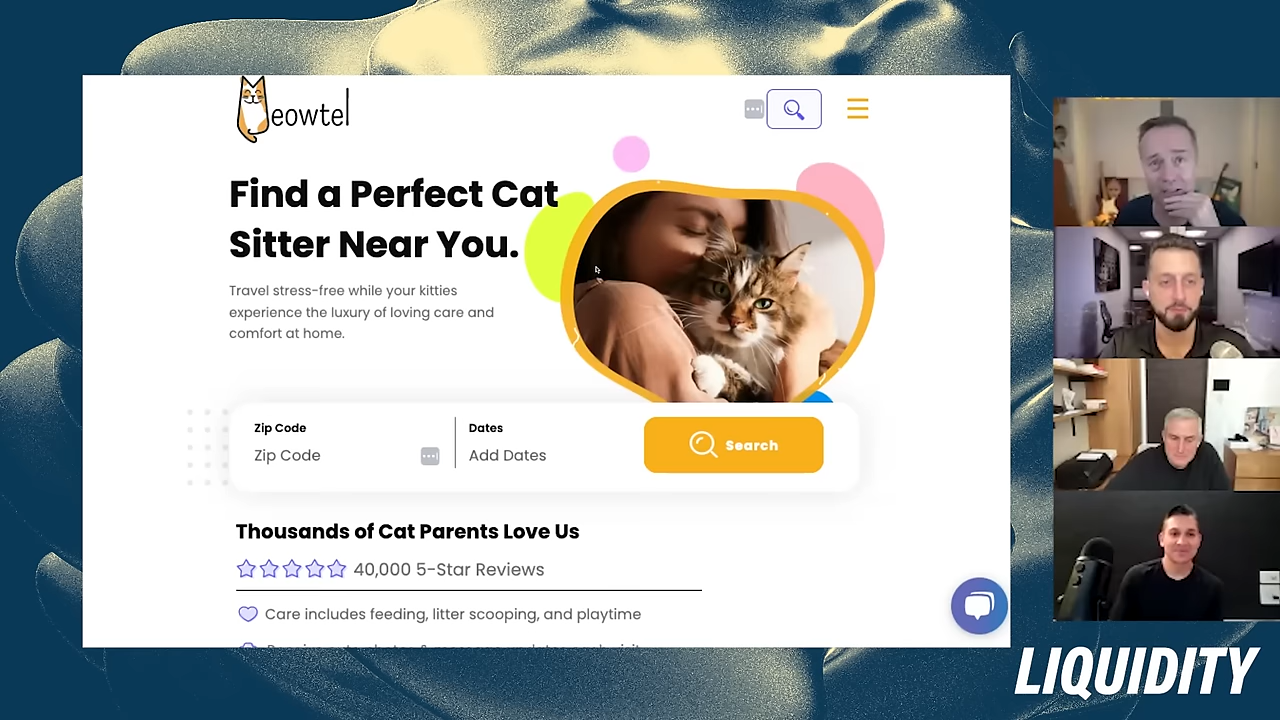 eowtel
Find a Perfect Cat
Sitter Near You.
Travel stress-free while your kitties
experience the luxury of loving care and
comfort at home.
Zip Code
Zip Code
Dates
Add Dates
Search
Thousands of Cat Parents Love Us
40,000 5-Star Reviews
Care includes feeding, litter scooping, and playtime
LIQUIDITY